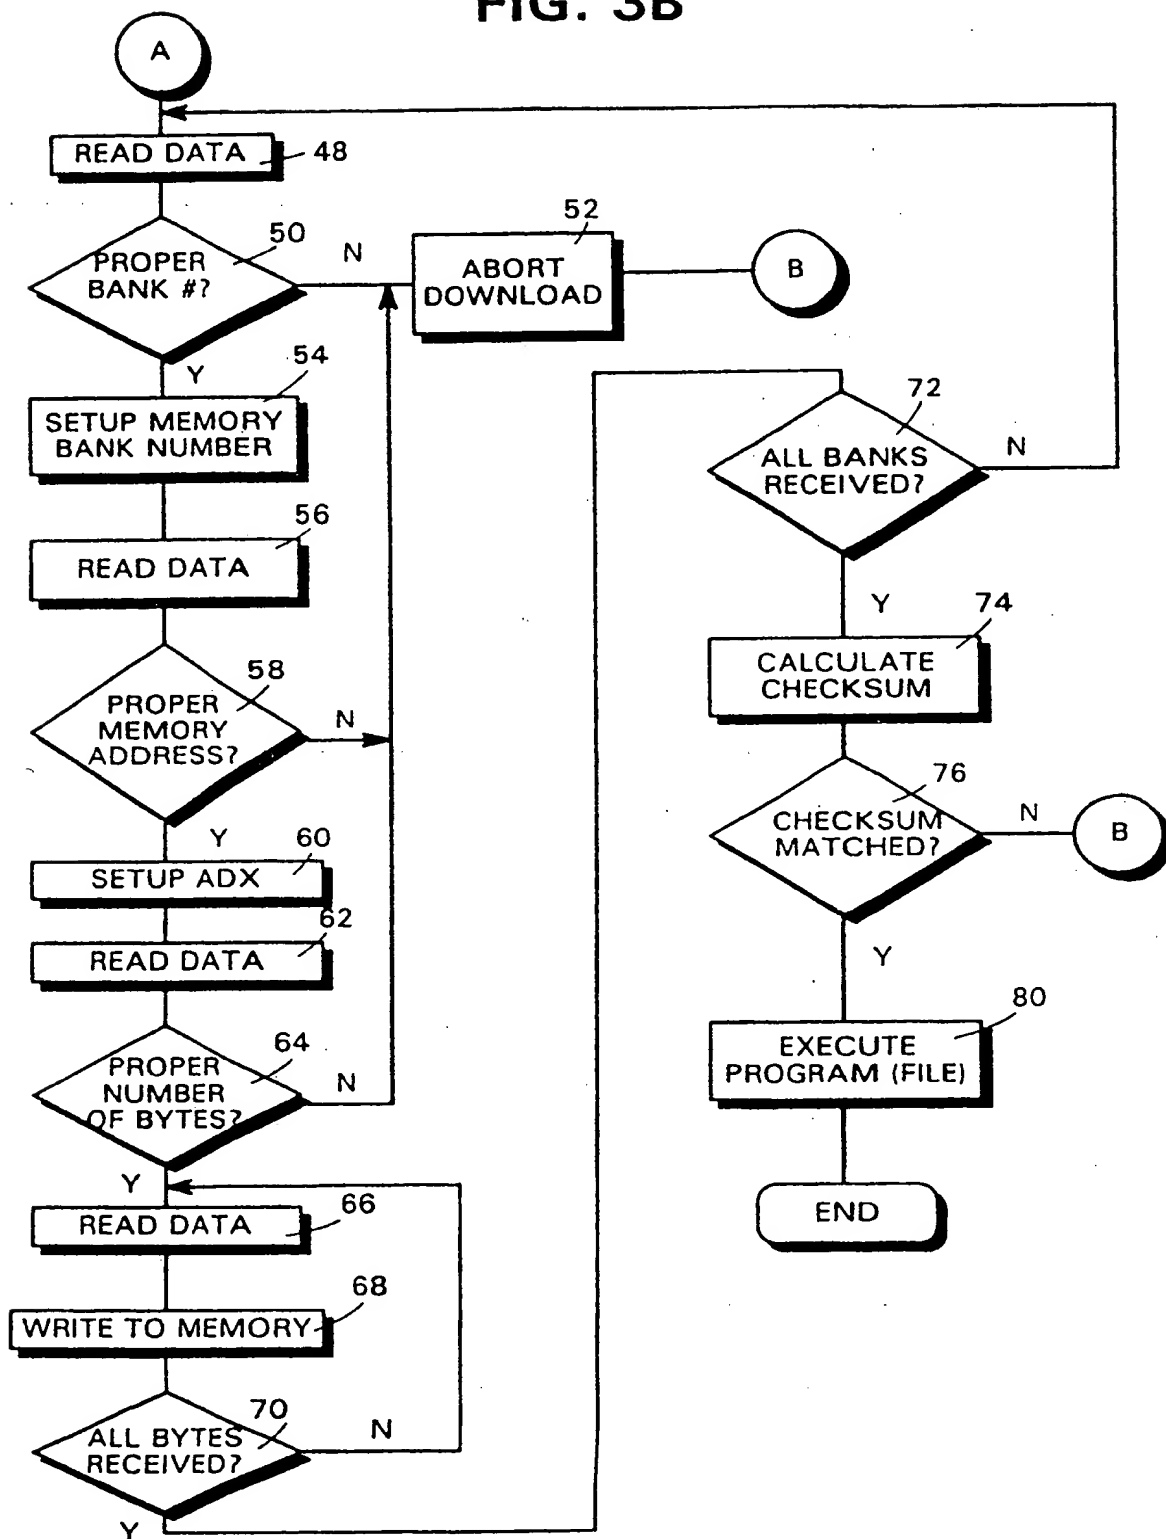 FIG. 3B
A
READ DATA
48
PROPER
BANK #?
50
N
ABORT
DOWNLOAD
52
B
Y
SETUP MEMORY
BANK NUMBER
54
READ DATA
56
PROPER
MEMORY
ADDRESS?
58
N
Y
SETUP ADX
60
READ DATA
62
PROPER
NUMBER
OF BYTES?
64
N
Y
READ DATA
66
WRITE TO MEMORY
68
ALL BYTES
RECEIVED?
70
N
Y
ALL BANKS
RECEIVED?
72
N
Y
CALCULATE
CHECKSUM
74
CHECKSUM
MATCHED?
76
N
B
Y
EXECUTE
PROGRAM (FILE)
80
END